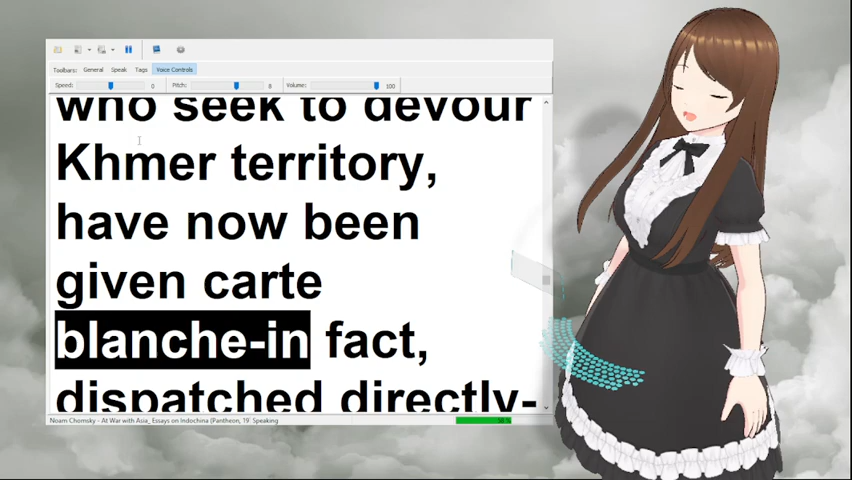 Toolbars: General Speak Tags Voice Controls
Speed: 0 Pitch: 8 Volume: 100
who seek to devour
Khmer territory,
have now been
given carte
blanche-in fact,
dispatched directly-
Noam Chomsky - At War with Asia_ Essays on Indochina (Pantheon, 19 Speaking